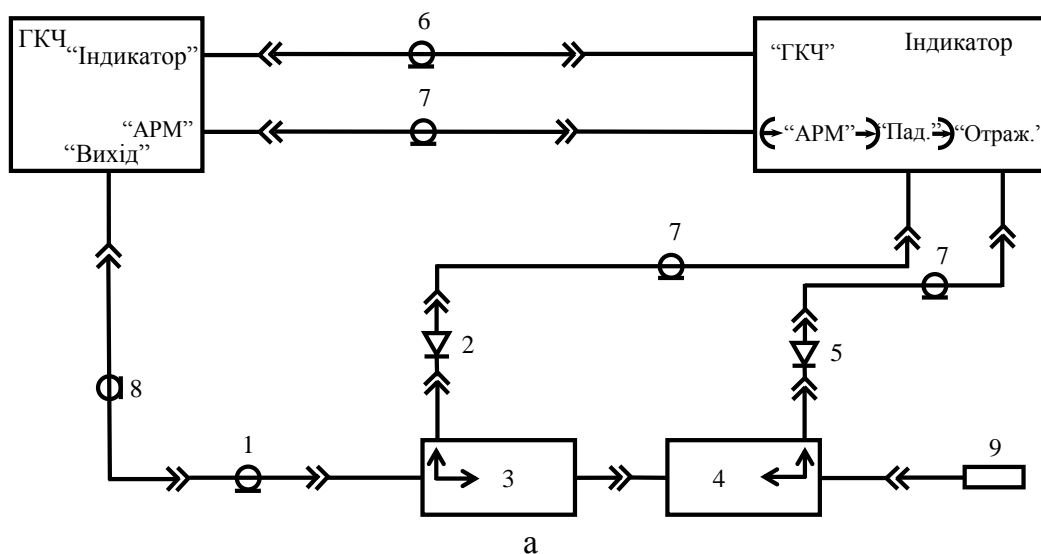 6
ГКЧ
“Індикатор”
“ГКЧ”
Індикатор
7
“АРМ”
“АРМ”
“Пад.”
“Отраж.”
“Вихід”
7
7
2
5
8
1
9
3
4
а